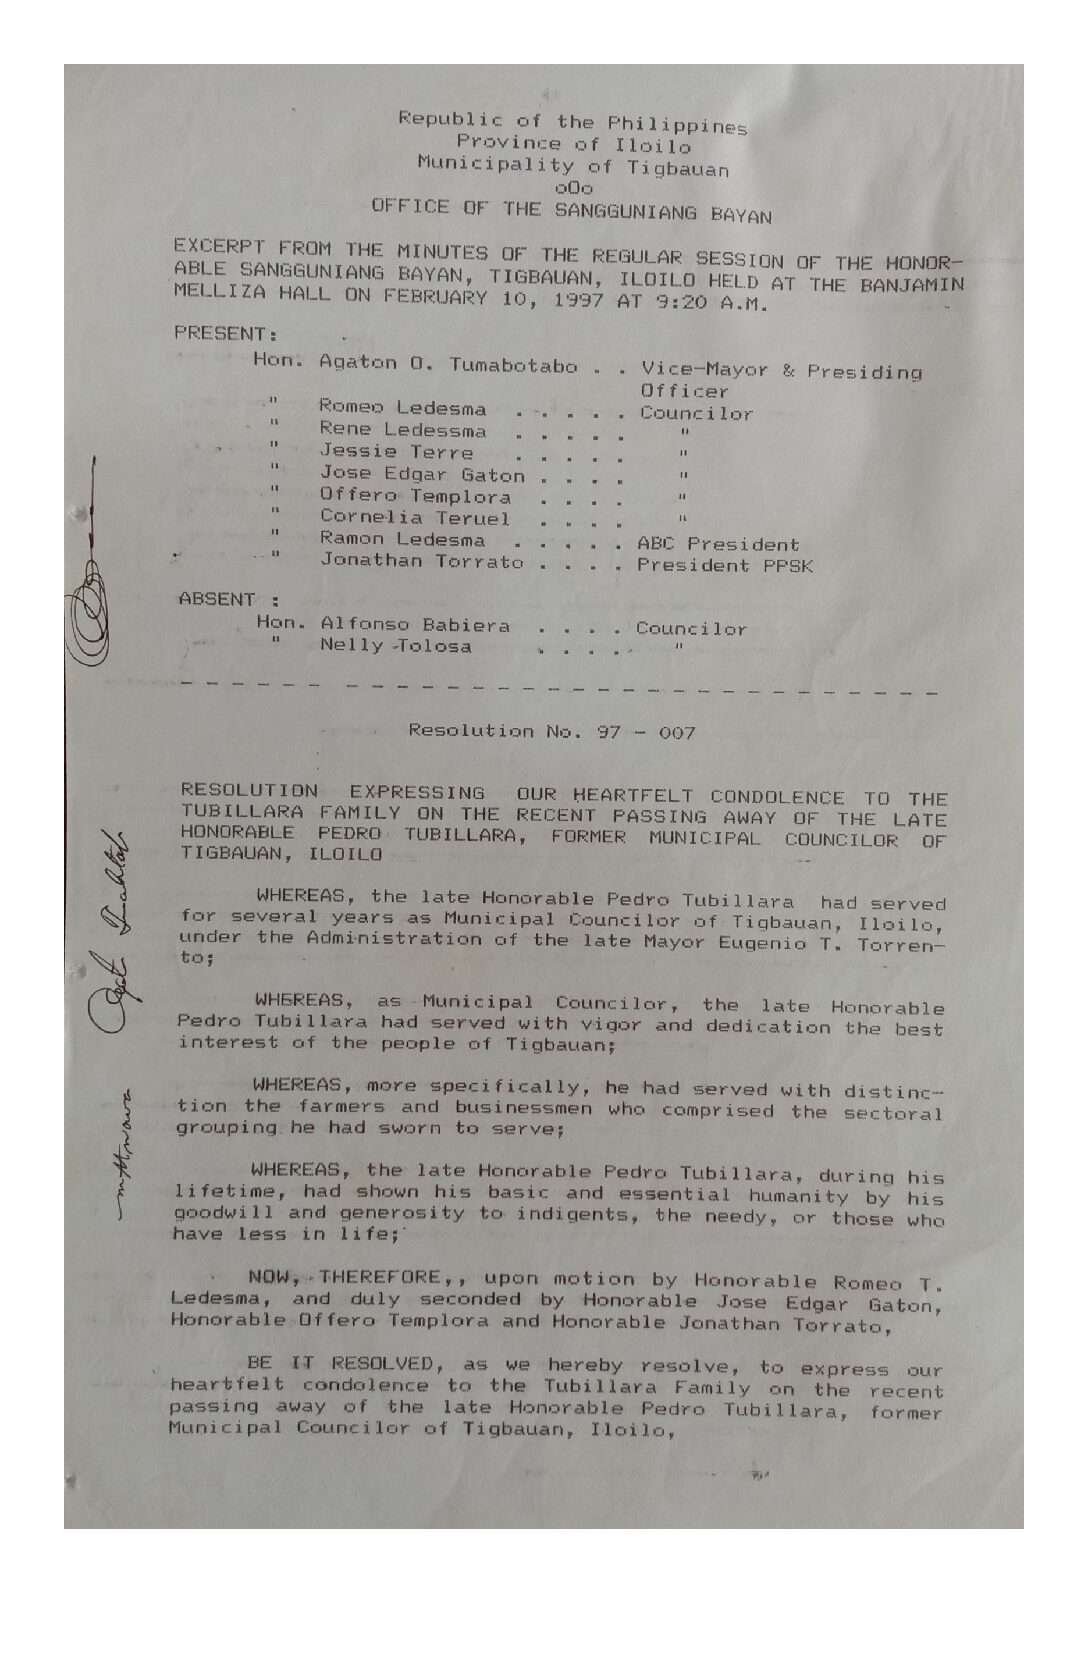 Republic of the Philippines
Province of Iloilo
Municipality of Tigbauan
oOo
OFFICE OF THE SANGGUNIANG BAYAN
EXCERPT FROM THE MINUTES OF THE REGULAR SESSION OF THE HONOR-
ABLE SANGGUNIANG BAYAN, TIGBAUAN, ILOILO HELD AT THE BANJAMIN
MELLIZA HALL ON FEBRUARY 10, 1997 AT 9:20 A.M.
PRESENT:
Hon. Agaton O. Tumabotabo . . Vice-Mayor & Presiding
Officer
" Romeo Ledesma . . . . . Councilor
" Rene Ledessma . . . . . "
" Jessie Terre . . . . . "
" Jose Edgar Gaton . . . . "
" Offero Templora . . . . "
" Cornelia Teruel . . . . "
" Ramon Ledesma . . . . . ABC President
" Jonathan Torrato . . . . President PPSK
ABSENT :
Hon. Alfonso Babiera . . . . Councilor
" Nelly Tolosa . . . . "
Resolution No. 97 - 007
RESOLUTION EXPRESSING OUR HEARTFELT CONDOLENCE TO THE
TUBILLARA FAMILY ON THE RECENT PASSING AWAY OF THE LATE
HONORABLE PEDRO TUBILLARA, FORMER MUNICIPAL COUNCILOR OF
TIGBAUAN, ILOILO
WHEREAS, the late Honorable Pedro Tubillara had served
for several years as Municipal Councilor of Tigbauan, Iloilo,
under the Administration of the late Mayor Eugenio T. Torren-
to;
WHEREAS, as Municipal Councilor, the late Honorable
Pedro Tubillara had served with vigor and dedication the best
interest of the people of Tigbauan;
WHEREAS, more specifically, he had served with distinc-
tion the farmers and businessmen who comprised the sectoral
grouping he had sworn to serve;
WHEREAS, the late Honorable Pedro Tubillara, during his
lifetime, had shown his basic and essential humanity by his
goodwill and generosity to indigents, the needy, or those who
have less in life;
NOW, THEREFORE,, upon motion by Honorable Romeo T.
Ledesma, and duly seconded by Honorable Jose Edgar Gaton,
Honorable Offero Templora and Honorable Jonathan Torrato,
BE IT RESOLVED, as we hereby resolve, to express our
heartfelt condolence to the Tubillara Family on the recent
passing away of the late Honorable Pedro Tubillara, former
Municipal Councilor of Tigbauan, Iloilo,